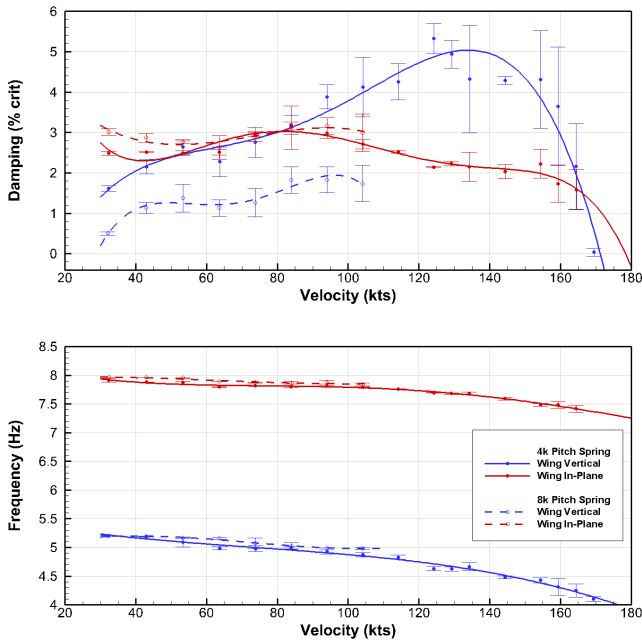 6
5
4
3
2
1
0
Damping (% crit)
20 40 60 80 100 120 140 160 180
Velocity (kts)
8.5
8
7.5
7
6.5
6
5.5
5
4.5
4
Frequency (Hz)
4k Pitch Spring
Wing Vertical
Wing In-Plane
8k Pitch Spring
Wing Vertical
Wing In-Plane
20 40 60 80 100 120 140 160 180
Velocity (kts)